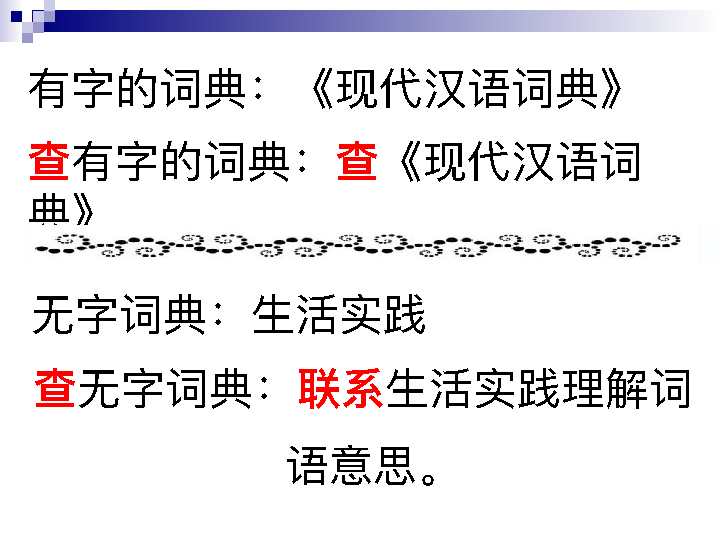 有字的词典：《现代汉语词典》
查有字的词典：查《现代汉语词
典》
无字词典：生活实践
查无字词典：联系生活实践理解词
语意思。